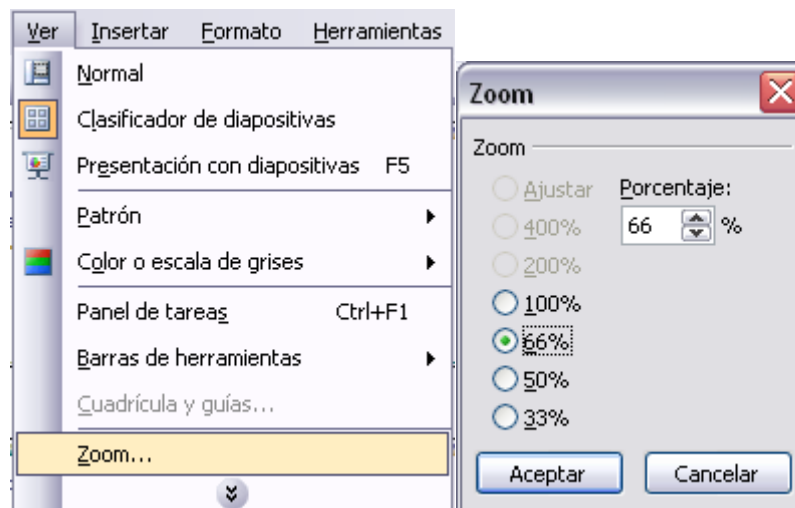 Ver Insertar Formato Herramientas
Normal
Clasificador de diapositivas
Presentación con diapositivas F5
Patrón
Color o escala de grises
Panel de tareas Ctrl+F1
Barras de herramientas
Cuadrícula y guías...
Zoom...
Zoom
Zoom
Ajustar
400%
200%
100%
66%
50%
33%
Porcentaje:
66 %
Aceptar Cancelar